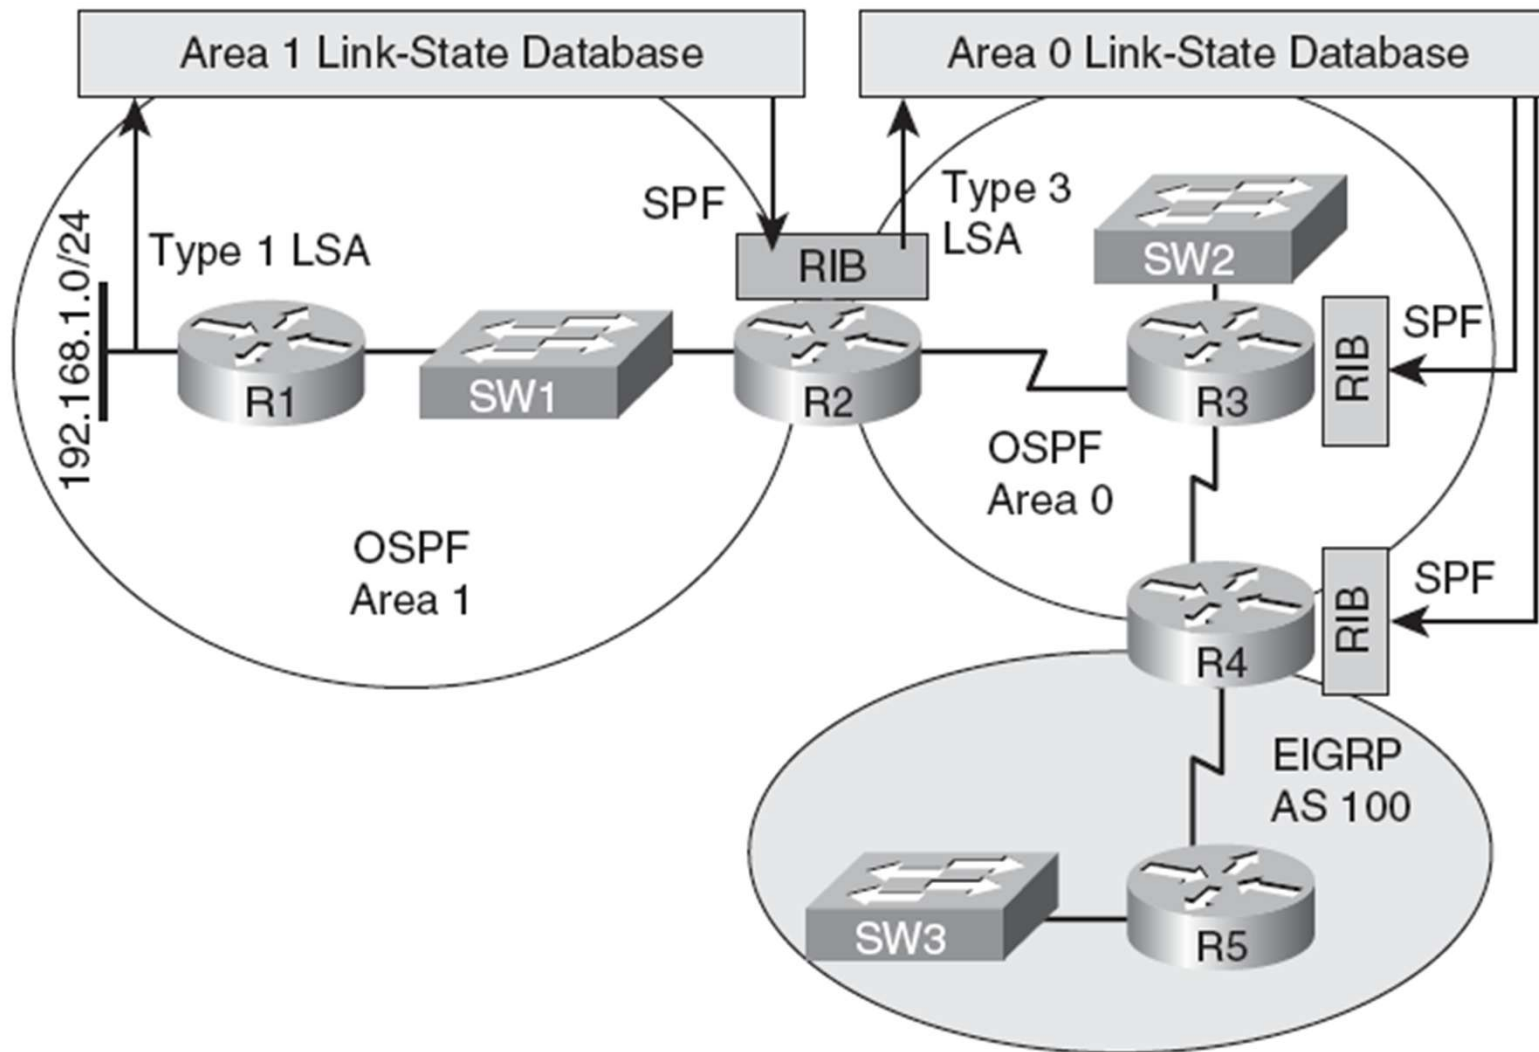 Area 1 Link-State Database
Area 0 Link-State Database
SPF
Type 3
LSA
192.168.1.0/24
Type 1 LSA
RIB
SW2
SPF
R1
SW1
R2
R3
RIB
OSPF
Area 0
OSPF
Area 1
SPF
RIB
R4
EIGRP
AS 100
SW3
R5